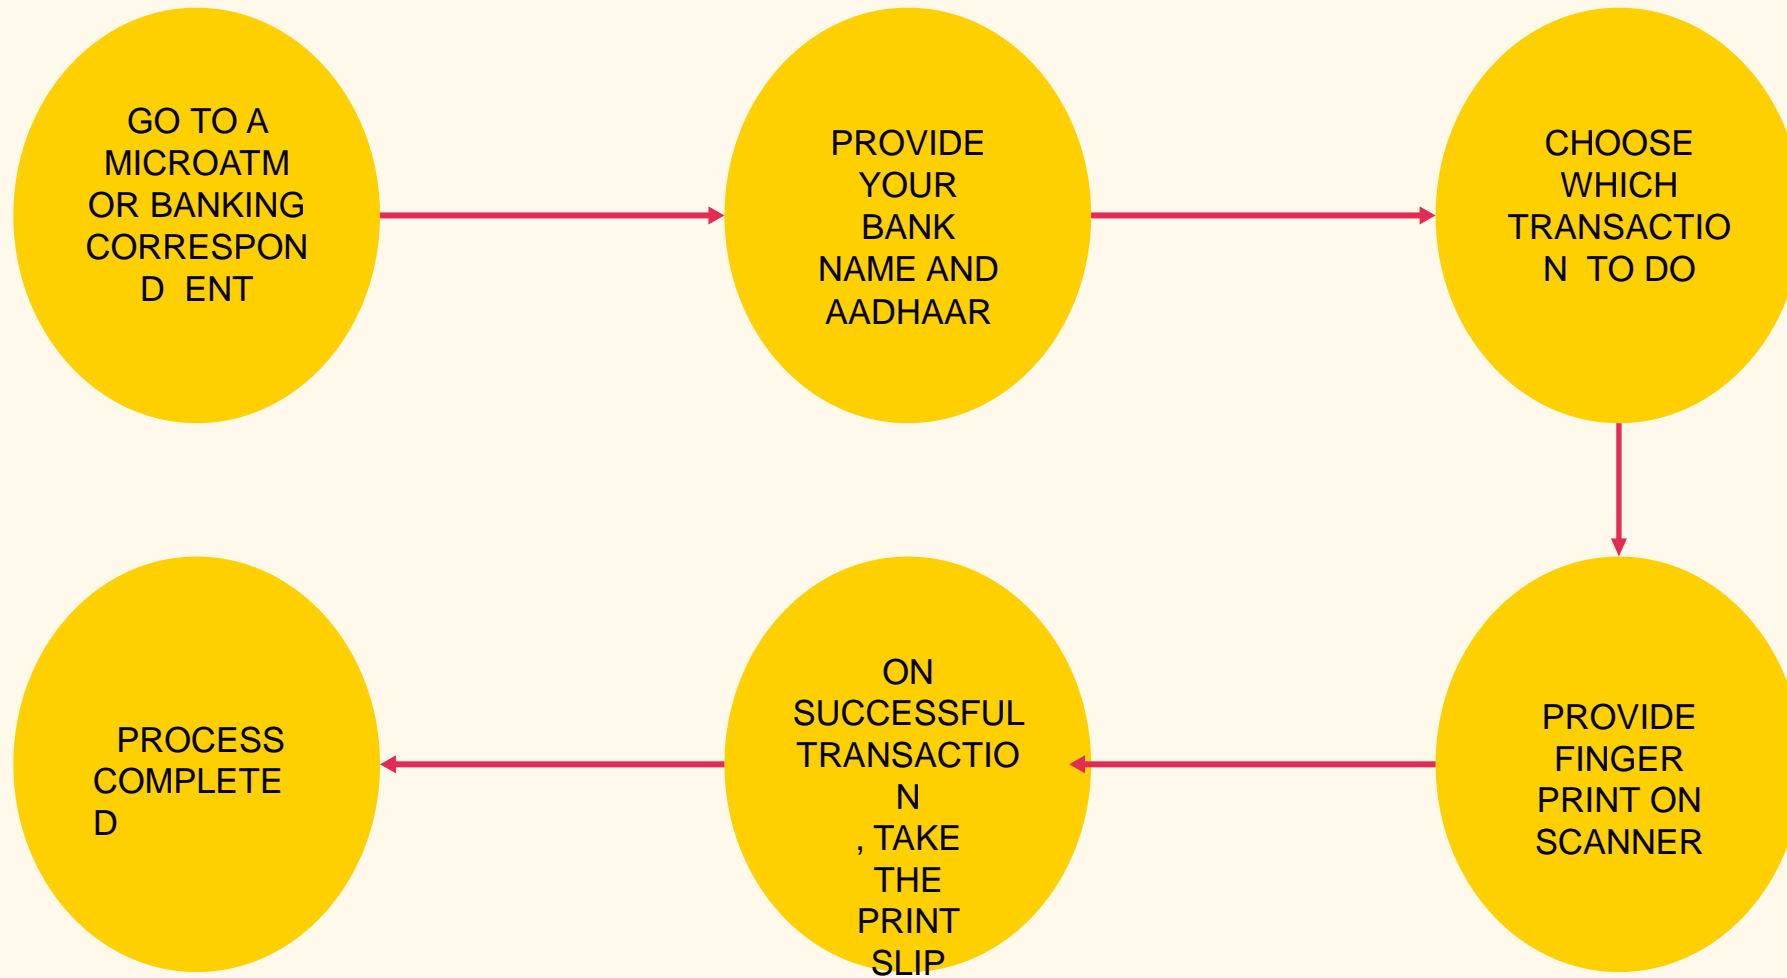 GO TO A
MICROATM
OR BANKING
CORRESPON
D ENT
PROVIDE
YOUR
BANK
NAME AND
AADHAAR
CHOOSE
WHICH
TRANSACTIO
N TO DO
PROVIDE
FINGER
PRINT ON
SCANNER
ON
SUCCESSFUL
TRANSACTIO
N
, TAKE
THE
PRINT
SLIP
PROCESS
COMPLETE
D